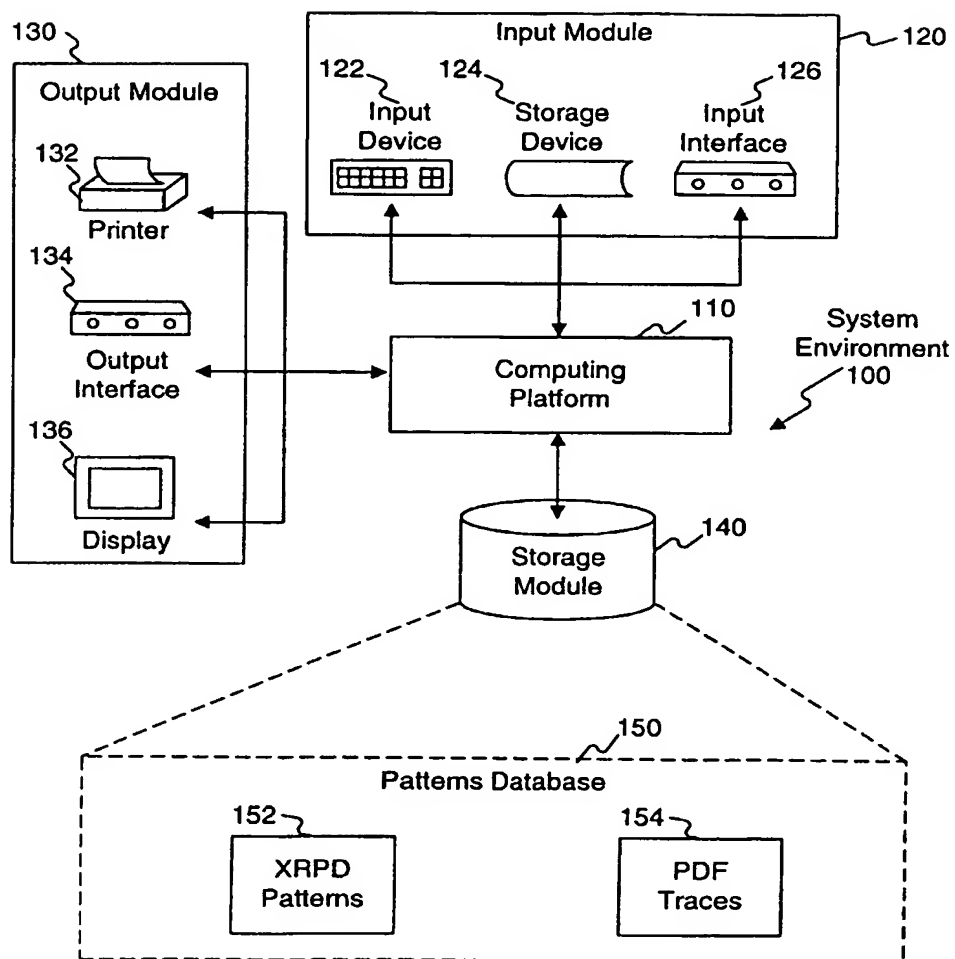 130
Output Module
132
Printer
134
Output
Interface
136
Display
Input Module
120
122
Input
Device
124
Storage
Device
126
Input
Interface
110
Computing
Platform
System
Environment
100
140
Storage
Module
150
Patterns Database
152
XRPD
Patterns
154
PDF
Traces